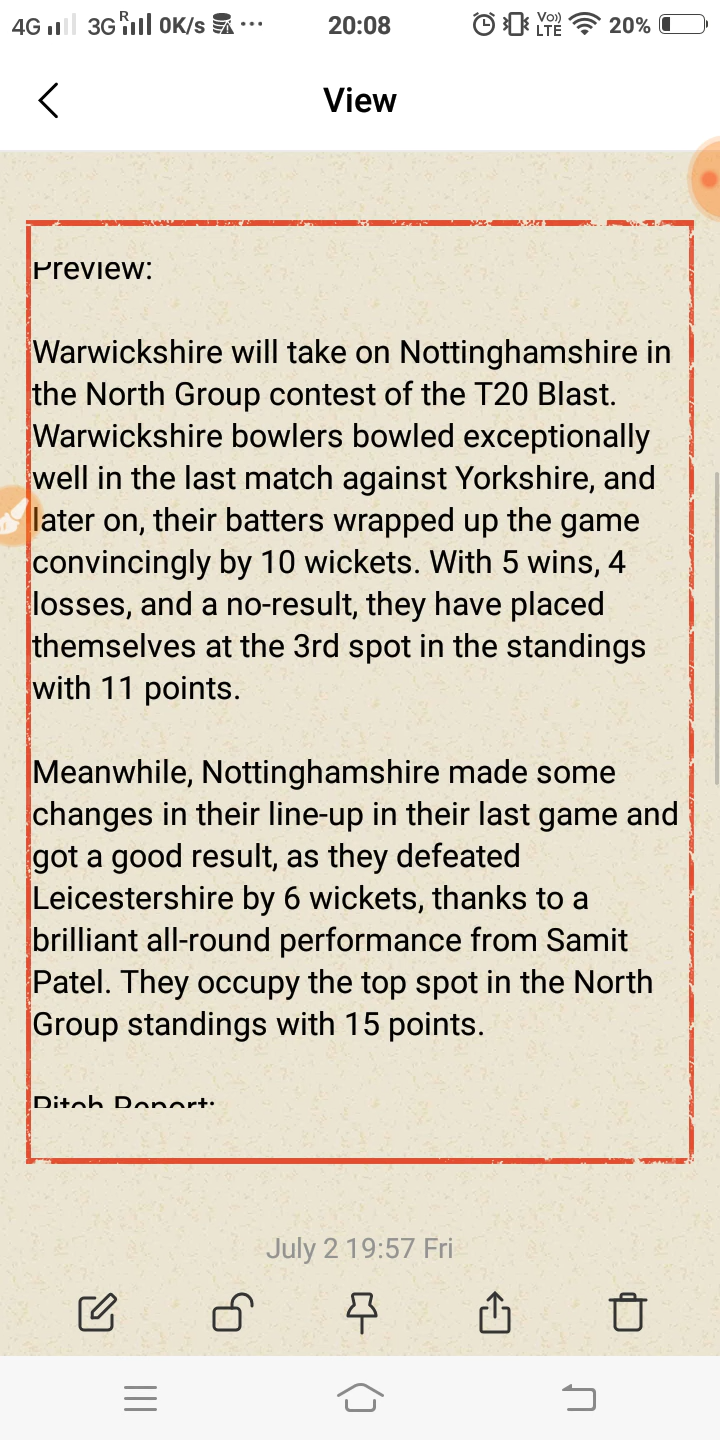 4G 3G R 0K/s ... 20:08 Vo)) LTE 20%
View
Preview:
Warwickshire will take on Nottinghamshire in
the North Group contest of the T20 Blast.
Warwickshire bowlers bowled exceptionally
well in the last match against Yorkshire, and
later on, their batters wrapped up the game
convincingly by 10 wickets. With 5 wins, 4
losses, and a no-result, they have placed
themselves at the 3rd spot in the standings
with 11 points.
Meanwhile, Nottinghamshire made some
changes in their line-up in their last game and
got a good result, as they defeated
Leicestershire by 6 wickets, thanks to a
brilliant all-round performance from Samit
Patel. They occupy the top spot in the North
Group standings with 15 points.
Pitch Report:
July 2 19:57 Fri